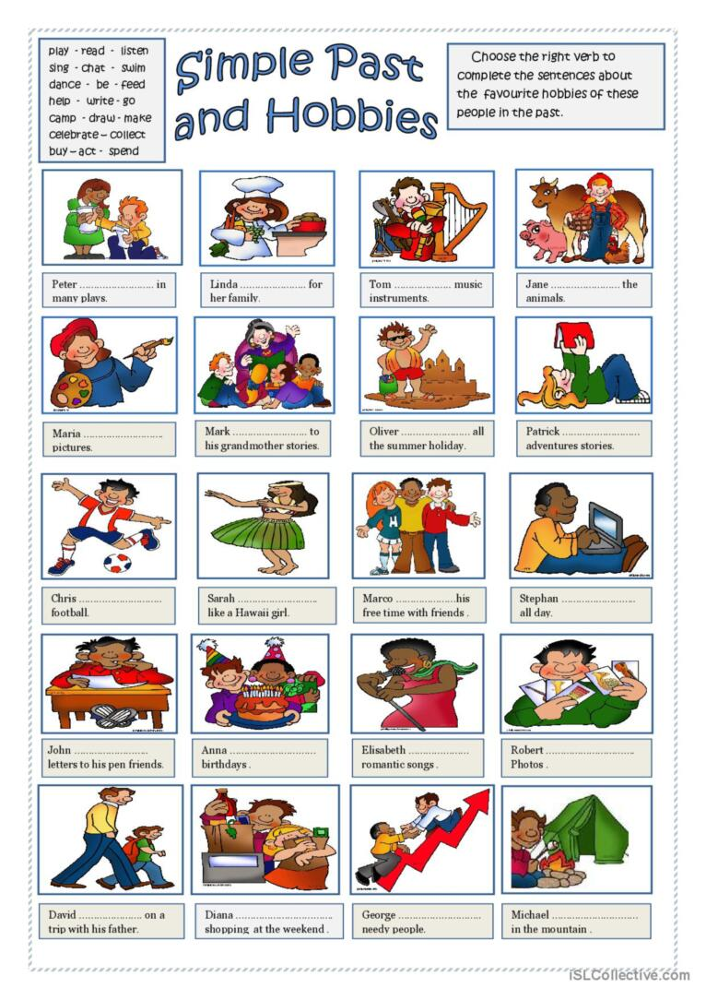 play - read - listen
sing - chat - swim
dance - be - feed
help - write - go
camp - draw - make
celebrate – collect
buy – act - spend
Simple Past
and Hobbies
Choose the right verb to
complete the sentences about
the favourite hobbies of these
people in the past.
Peter ........................... in
many plays.
Linda ........................ for
her family.
Tom ..................... music
instruments.
Jane ......................... the
animals.
Maria .............................
pictures.
Mark ........................... to
his grandmother stories.
Oliver ......................... all
the summer holiday.
Patrick ............................
adventures stories.
Chris ..............................
football.
Sarah .............................
like a Hawaii girl.
Marco ......................his
free time with friends .
Stephan ...........................
all day.
John ...........................
letters to his pen friends.
Anna ...............................
birthdays .
Elisabeth ......................
romantic songs .
Robert ................................
Photos .
David ....................... on a
trip with his father.
Diana ...................................
shopping at the weekend .
George ..............................
needy people.
Michael ...............................
in the mountain .
iSLCollective.com